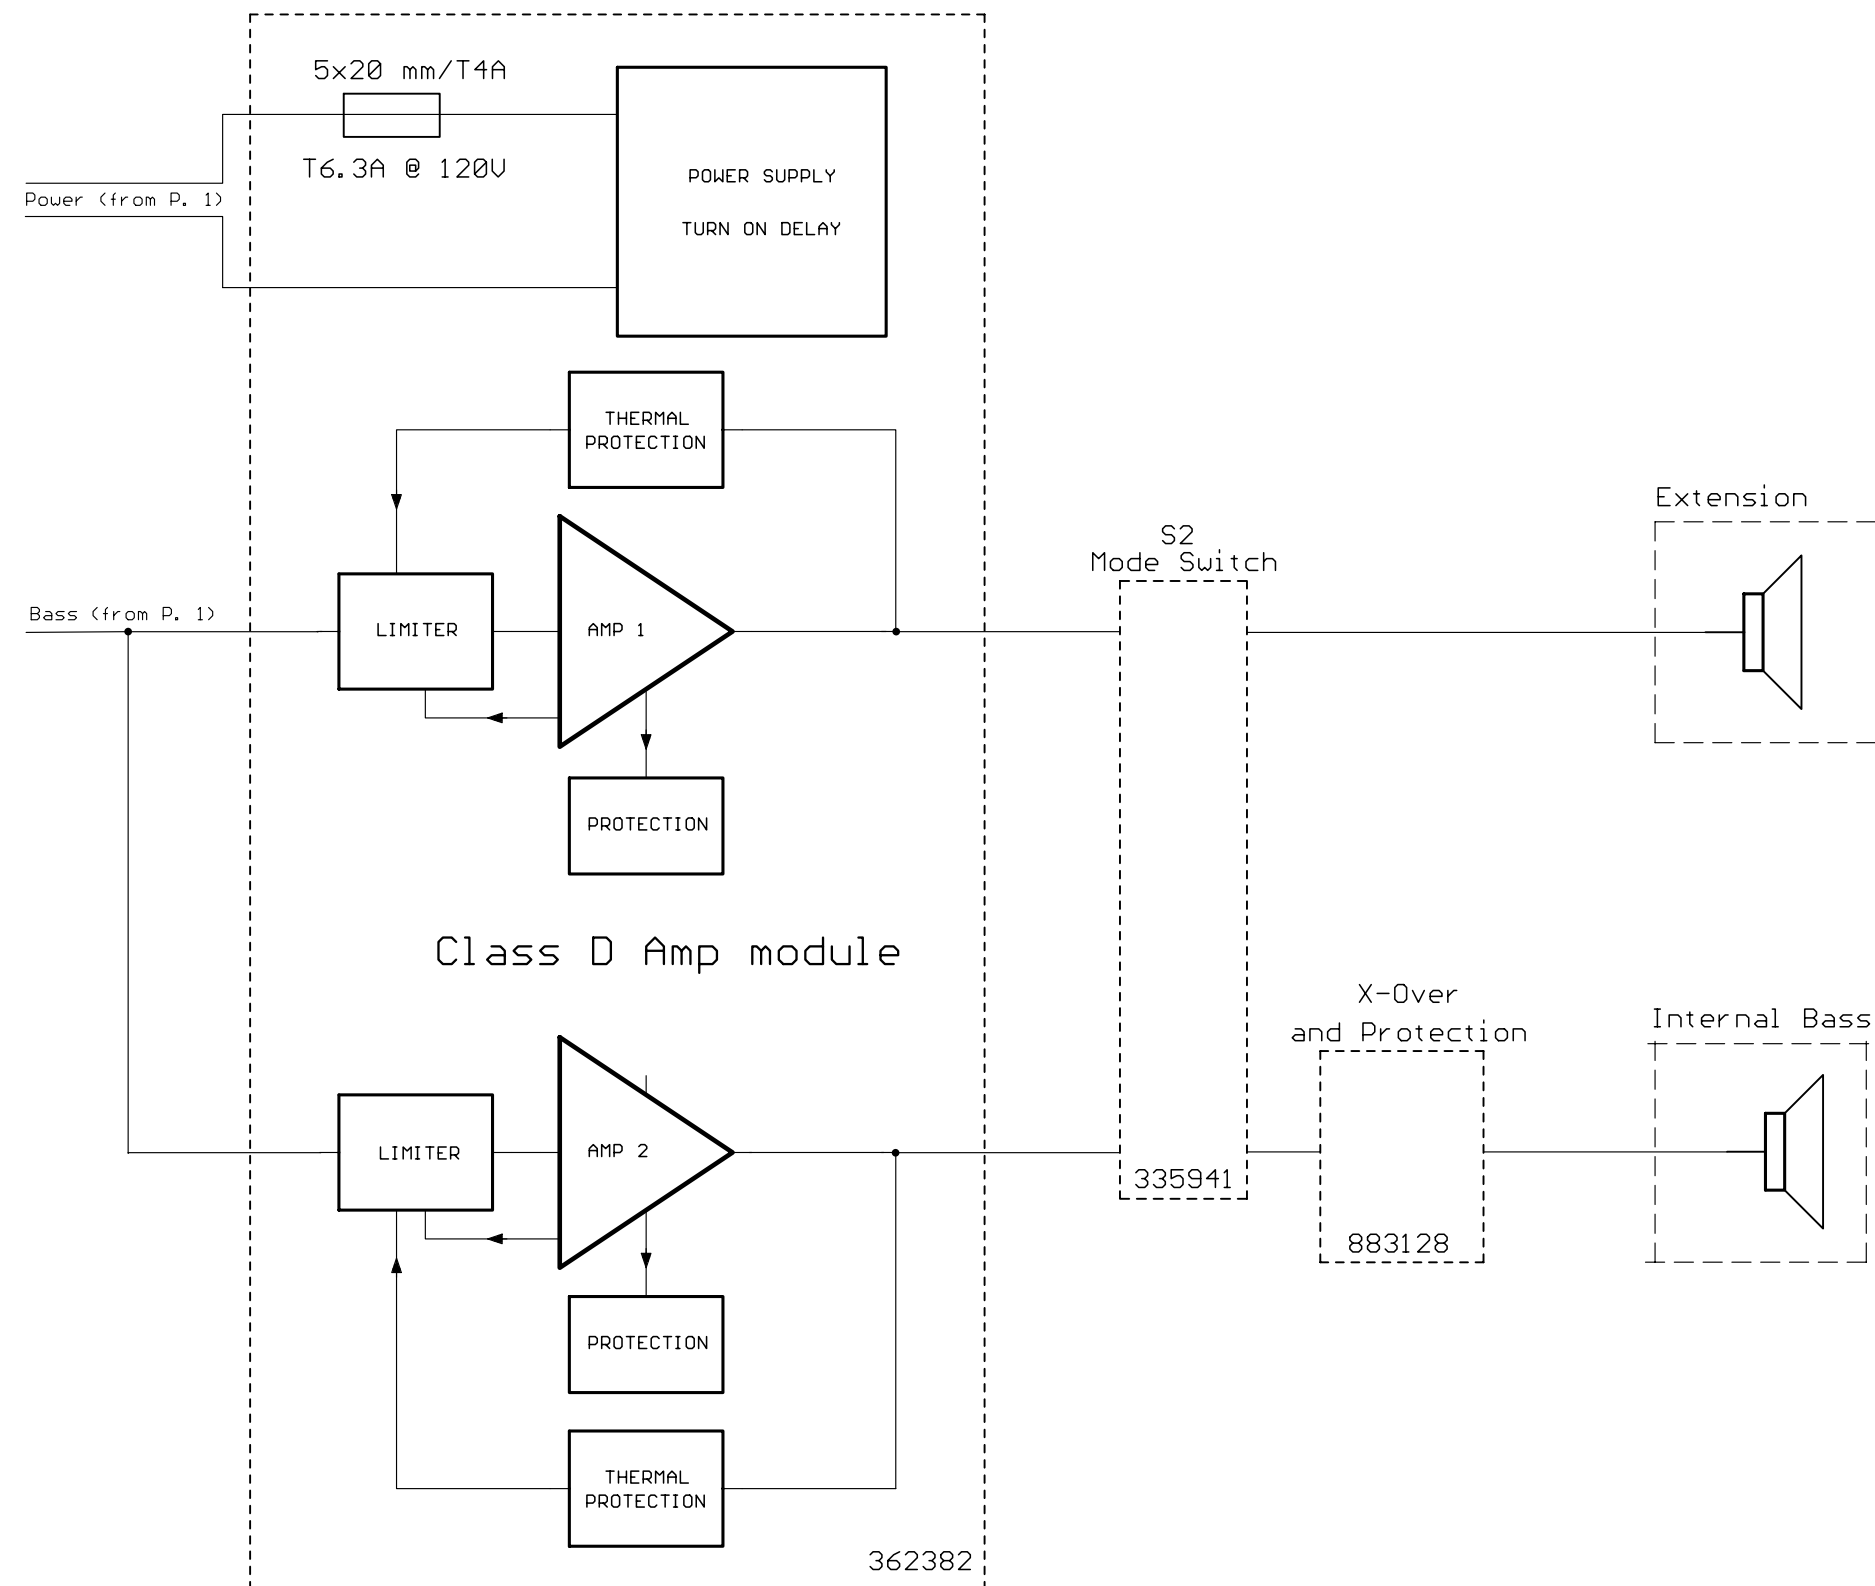 5x20 mm/T4A
T6.3A @ 120V
Power (from P. 1)
POWER SUPPLY
TURN ON DELAY
THERMAL
PROTECTION
Extension
S2
Mode Switch
Bass (from P. 1)
LIMITER
AMP 1
PROTECTION
Class D Amp module
X-Over
and Protection
Internal Bass
LIMITER
AMP 2
335941
883128
PROTECTION
THERMAL
PROTECTION
362382